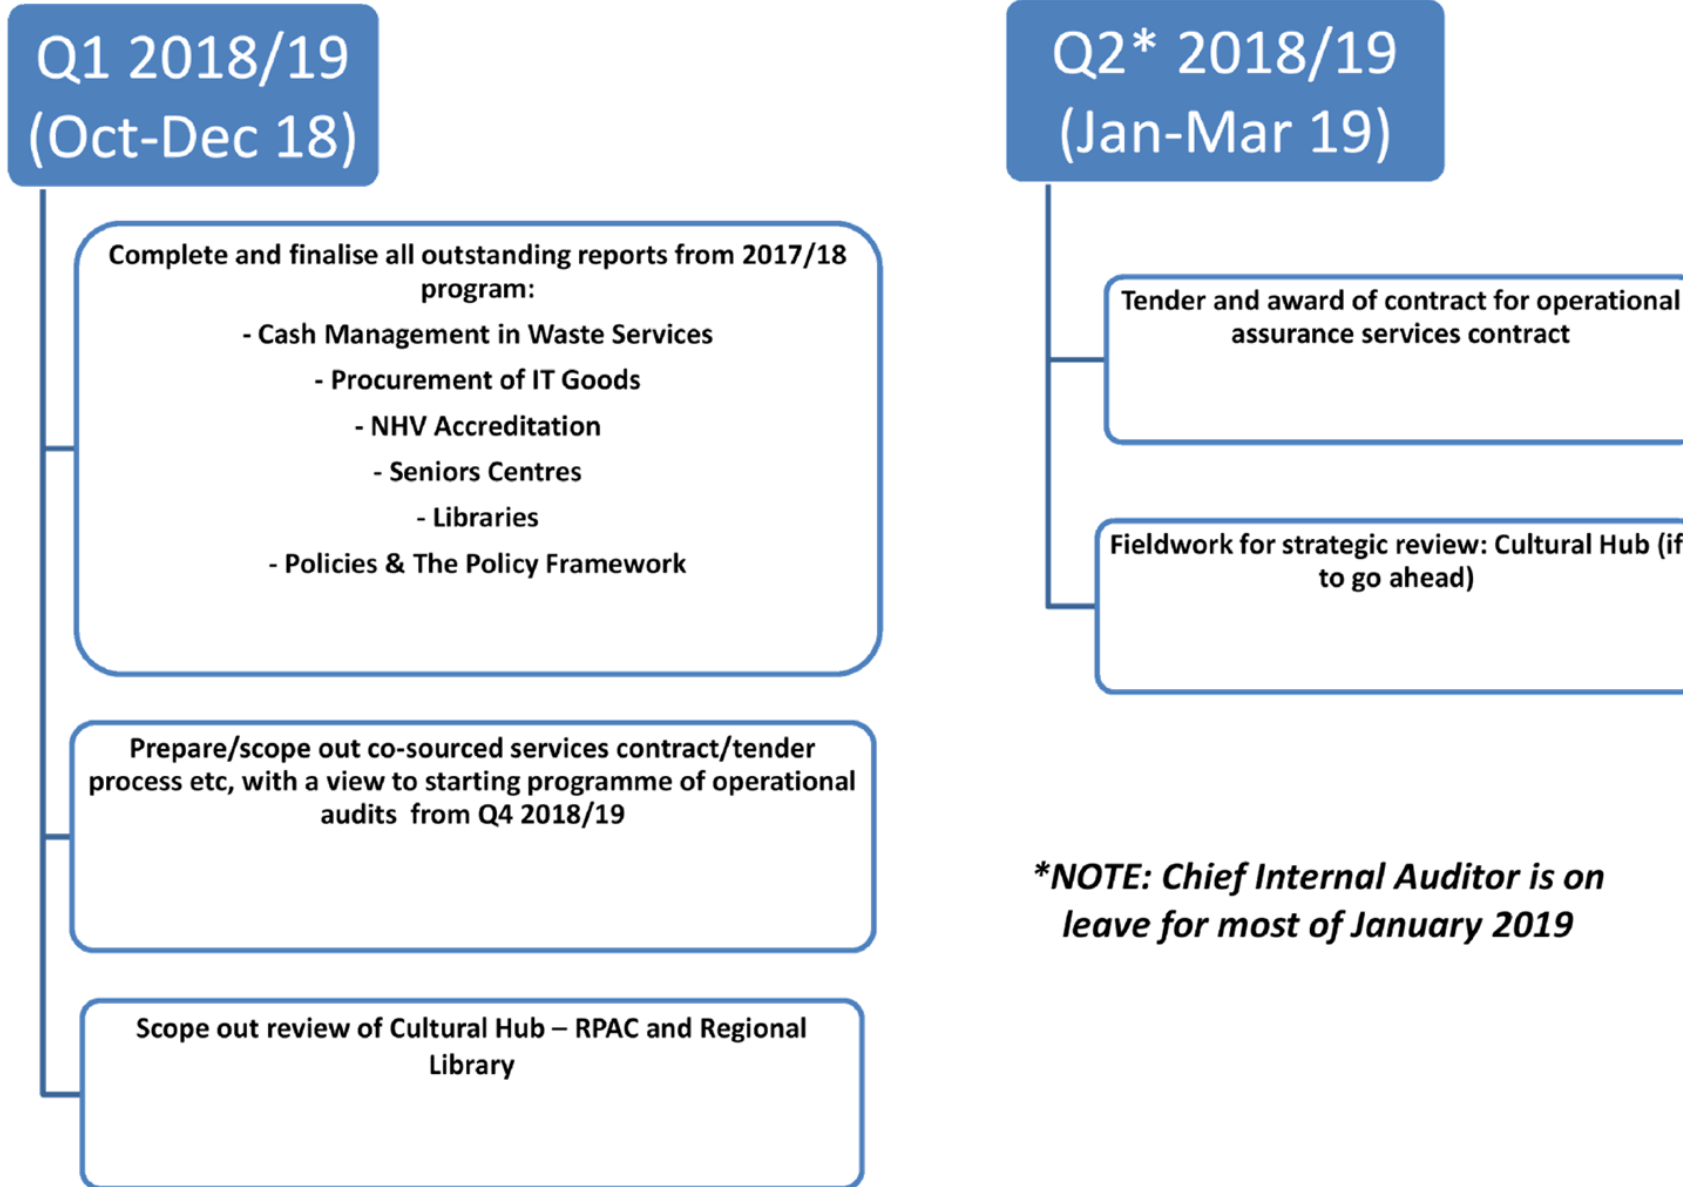 Q1 2018/19
(Oct-Dec 18)
Complete and finalise all outstanding reports from 2017/18
program:
- Cash Management in Waste Services
- Procurement of IT Goods
- NHV Accreditation
- Seniors Centres
- Libraries
- Policies & The Policy Framework
Prepare/scope out co-sourced services contract/tender
process etc, with a view to starting programme of operational
audits  from Q4 2018/19
Scope out review of Cultural Hub – RPAC and Regional
Library
Q2* 2018/19
(Jan-Mar 19)
Tender and award of contract for operational
assurance services contract
Fieldwork for strategic review: Cultural Hub (if
to go ahead)
*NOTE: Chief Internal Auditor is on
leave for most of January 2019